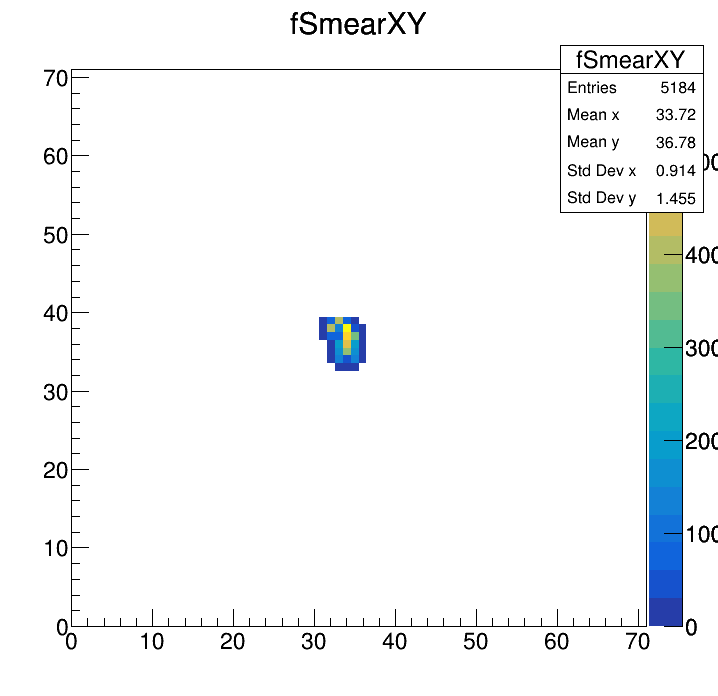 fSmearXY
fSmearXY
Entries 5184
Mean x 33.72
Mean y 36.78
Std Dev x 0.914
Std Dev y 1.455
70
60
50
40
30
20
10
0
0 10 20 30 40 50 60 70
400
300
200
100
0